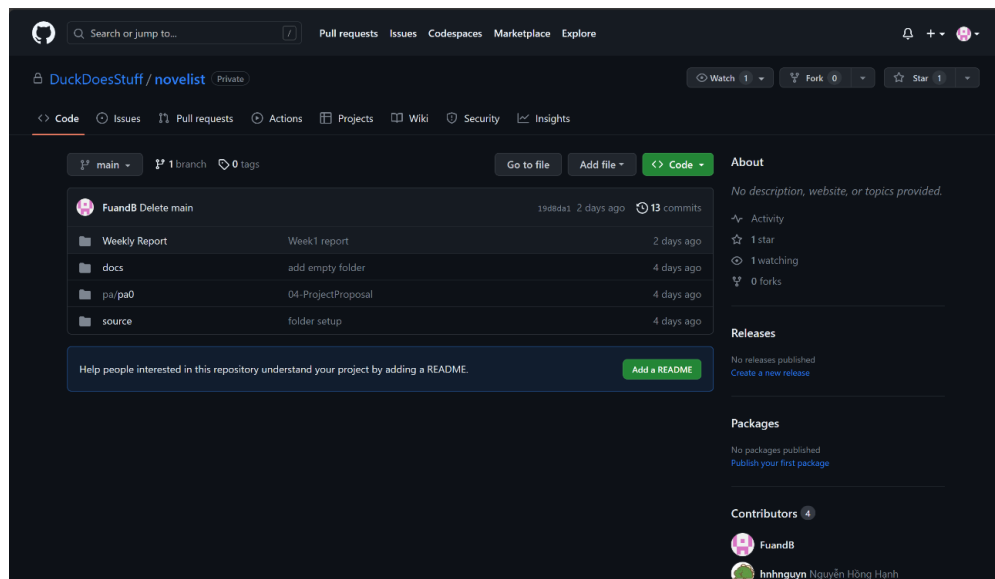 Search or jump to... / Pull requests Issues Codespaces Marketplace Explore
DuckDoesStuff / novelist Private Watch 1 Fork 0 Star 1
Code Issues Pull requests Actions Projects Wiki Security Insights
main 1 branch 0 tags Go to file Add file Code
FuandB Delete main 19d8da1 2 days ago 13 commits
Weekly Report Week1 report 2 days ago
docs add empty folder 4 days ago
pa/pa0 04-ProjectProposal 4 days ago
source folder setup 4 days ago
Help people interested in this repository understand your project by adding a README. Add a README
About
No description, website, or topics provided.
Activity
1 star
1 watching
0 forks
Releases
No releases published
Create a new release
Packages
No packages published
Publish your first package
Contributors 4
FuandB
hnhnguyn Nguyễn Hồng Hạnh